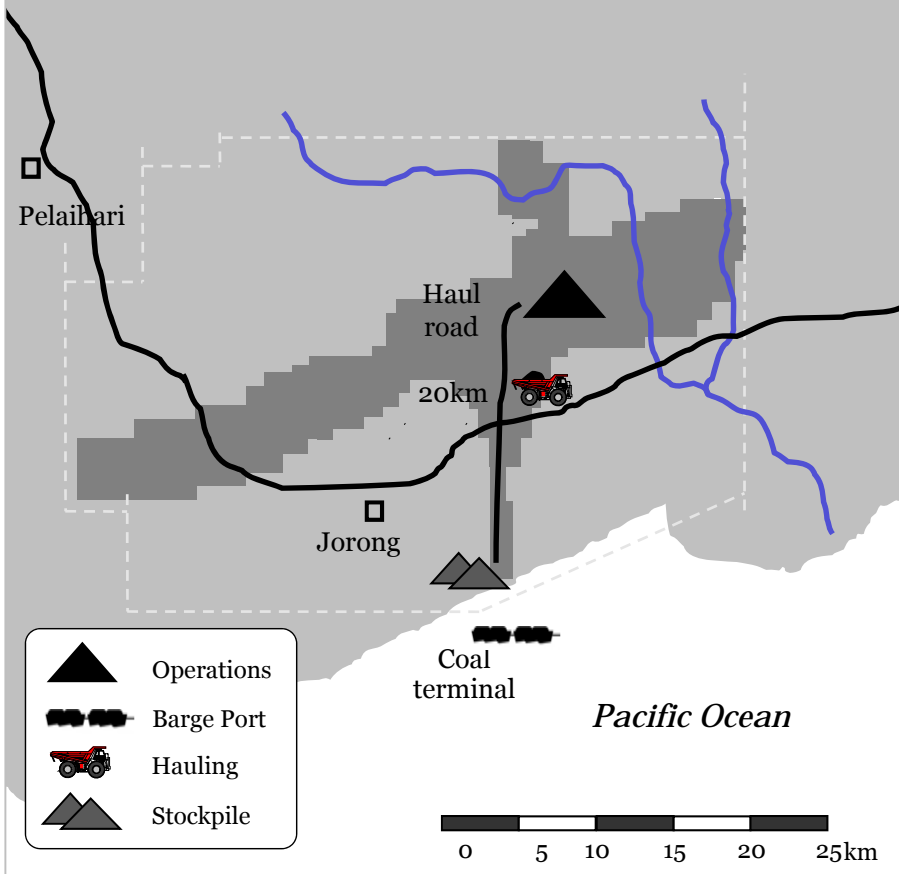 Pelaihari
Haul
road
20km
Jorong
Coal
terminal
Pacific Ocean
Operations
Barge Port
Hauling
Stockpile
0 5 10 15 20 25km